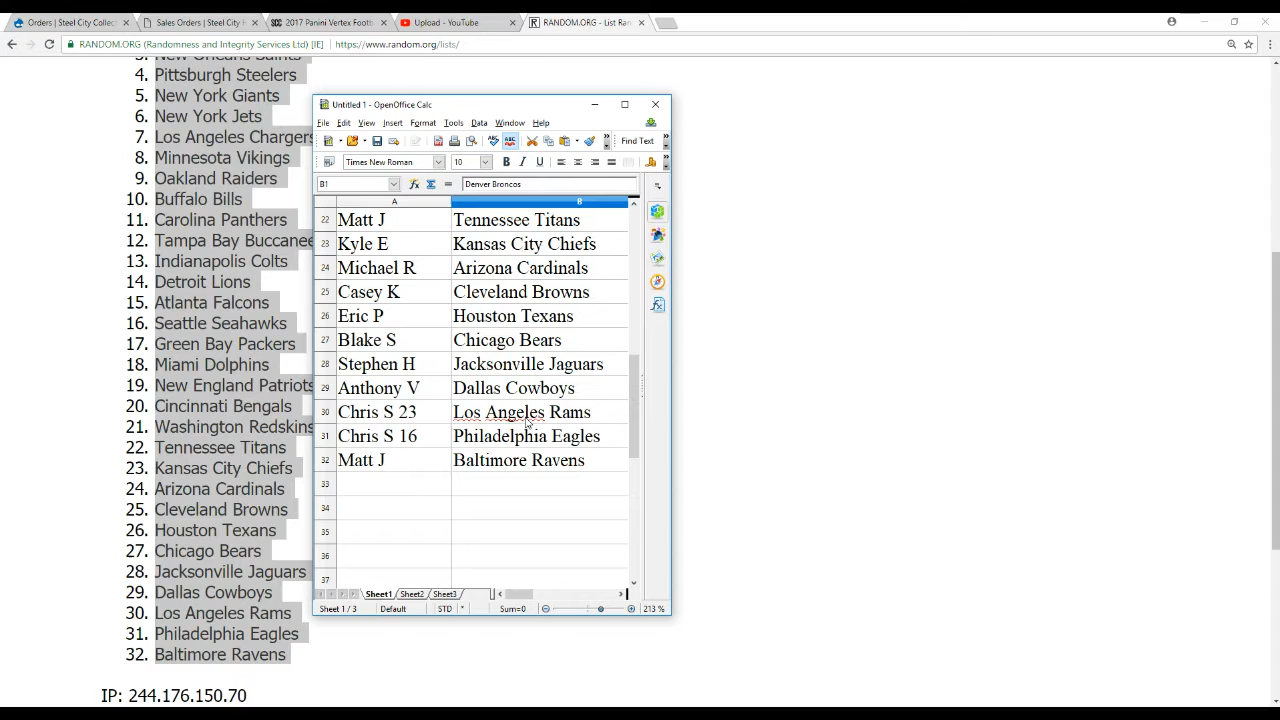 Orders | Steel City Collect
Sales Orders | Steel City H
2017 Panini Vertex Footb
Upload - YouTube
RANDOM.ORG - List Ran
RANDOM.ORG (Randomness and Integrity Services Ltd) [IE]
https://www.random.org/lists/
3. New Orleans Saints
4. Pittsburgh Steelers
5. New York Giants
6. New York Jets
7. Los Angeles Chargers
8. Minnesota Vikings
9. Oakland Raiders
10. Buffalo Bills
11. Carolina Panthers
12. Tampa Bay Buccanee
13. Indianapolis Colts
14. Detroit Lions
15. Atlanta Falcons
16. Seattle Seahawks
17. Green Bay Packers
18. Miami Dolphins
19. New England Patriots
20. Cincinnati Bengals
21. Washington Redskins
22. Tennessee Titans
23. Kansas City Chiefs
24. Arizona Cardinals
25. Cleveland Browns
26. Houston Texans
27. Chicago Bears
28. Jacksonville Jaguars
29. Dallas Cowboys
30. Los Angeles Rams
31. Philadelphia Eagles
32. Baltimore Ravens
IP: 244.176.150.70
Untitled 1 - OpenOffice Calc
File Edit View Insert Format Tools Data Window Help
Find Text
Times New Roman 10
B1 Denver Broncos
A B
22 Matt J Tennessee Titans
23 Kyle E Kansas City Chiefs
24 Michael R Arizona Cardinals
25 Casey K Cleveland Browns
26 Eric P Houston Texans
27 Blake S Chicago Bears
28 Stephen H Jacksonville Jaguars
29 Anthony V Dallas Cowboys
30 Chris S 23 Los Angeles Rams
31 Chris S 16 Philadelphia Eagles
32 Matt J Baltimore Ravens
33
34
35
36
37
Sheet1 Sheet2 Sheet3
Sheet 1 / 3 Default STD * Sum=0 213 %